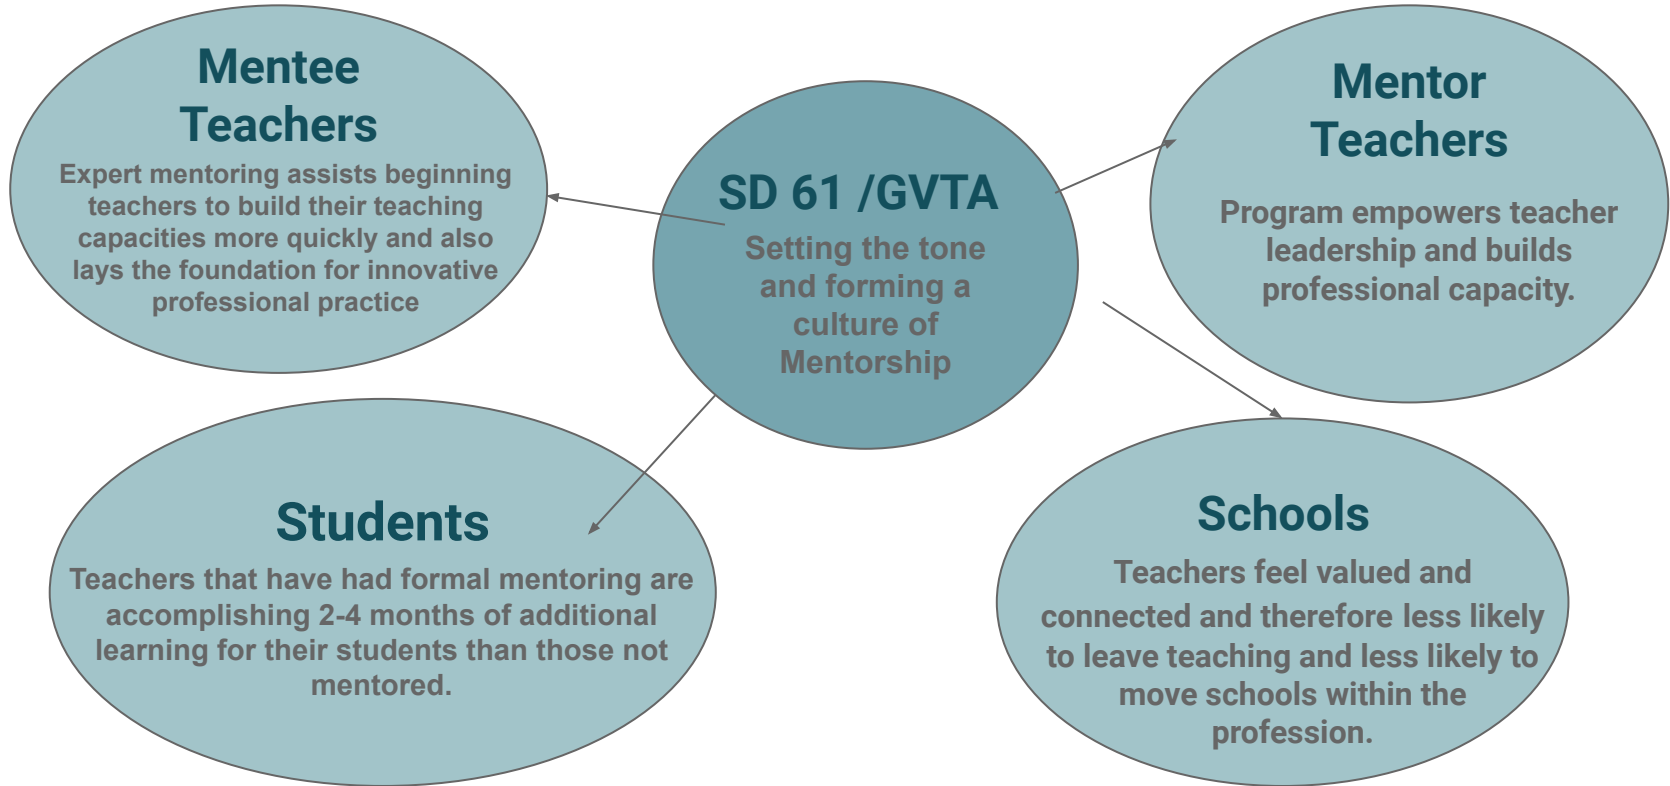 Mentee
Teachers
Expert mentoring assists beginning
teachers to build their teaching
capacities more quickly and also
lays the foundation for innovative
professional practice
SD 61 /GVTA
Setting the tone
and forming a
culture of
Mentorship
Mentor
Teachers
Program empowers teacher
leadership and builds
professional capacity.
Students
Teachers that have had formal mentoring are
accomplishing 2-4 months of additional
learning for their students than those not
mentored.
Schools
Teachers feel valued and
connected and therefore less likely
to leave teaching and less likely to
move schools within the
profession.